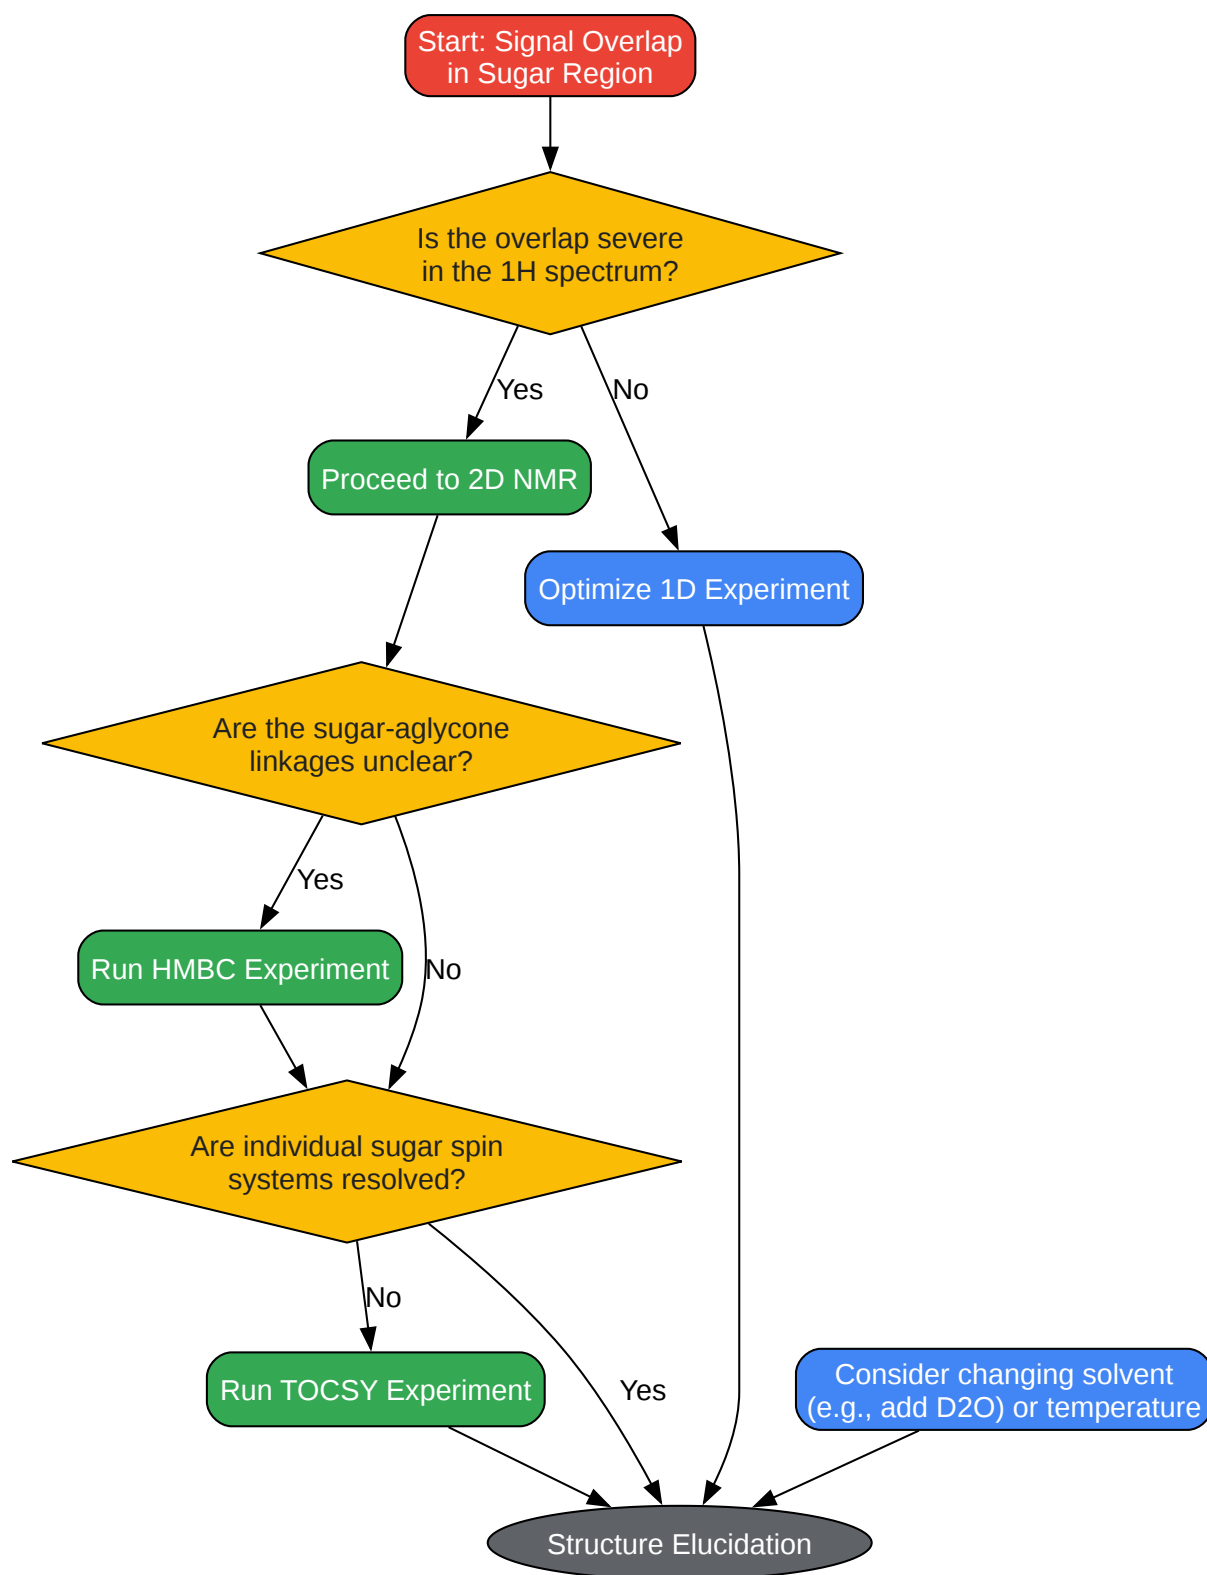 Start: Signal Overlap
in Sugar Region
Is the overlap severe
in the 1H spectrum?
Yes
No
Proceed to 2D NMR
Optimize 1D Experiment
Are the sugar-aglycone
linkages unclear?
Yes
Run HMBC Experiment
No
Are individual sugar spin
systems resolved?
No
Run TOCSY Experiment
Yes
Consider changing solvent
(e.g., add D2O) or temperature
Structure Elucidation